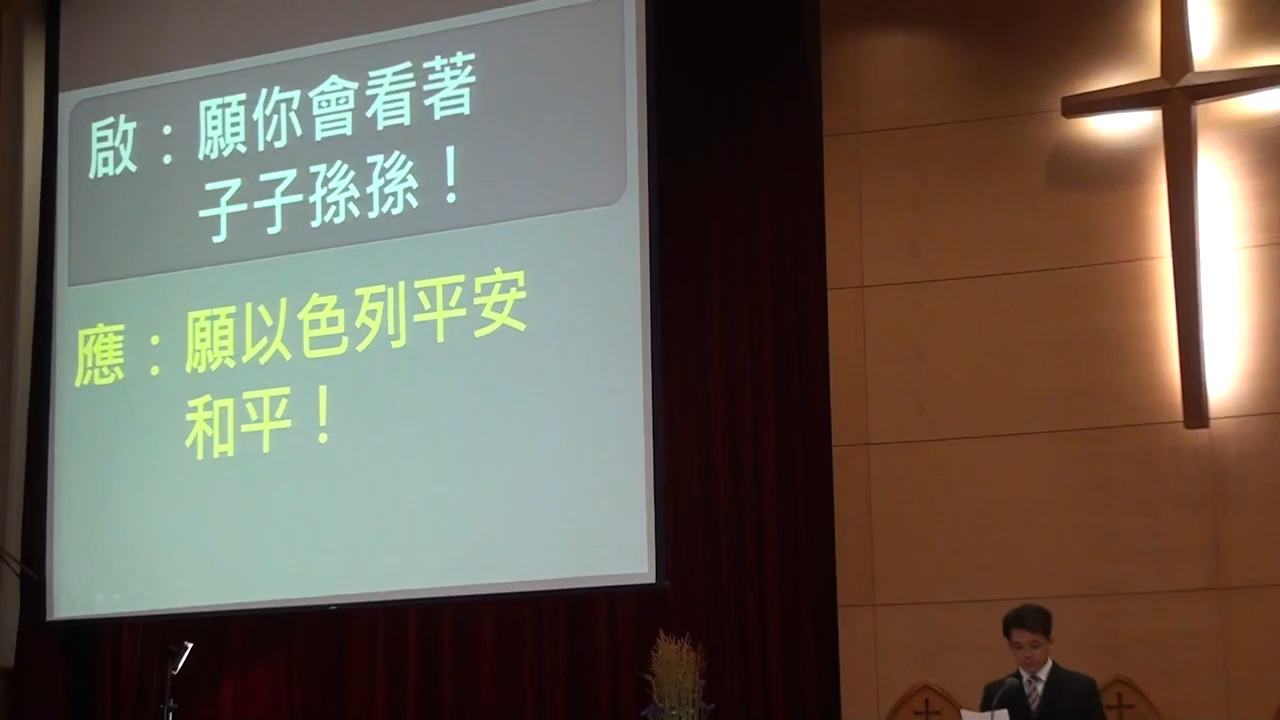 啟：願你會看著
子子孫孫！
應：願以色列平安
和平！